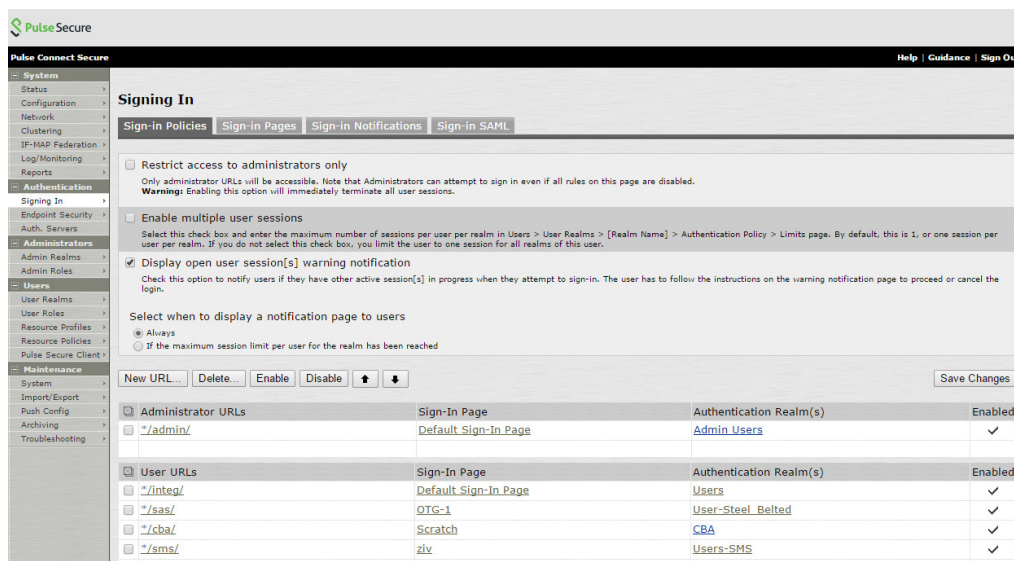 Pulse Secure
Pulse Connect Secure
Help | Guidance | Sign Ou
System
Status
Configuration
Network
Clustering
IF-MAP Federation
Log/Monitoring
Reports
Authentication
Signing In
Endpoint Security
Auth. Servers
Administrators
Admin Realms
Admin Roles
Users
User Realms
User Roles
Resource Profiles
Resource Policies
Pulse Secure Client
Maintenance
System
Import/Export
Push Config
Archiving
Troubleshooting
Signing In
Sign-in Policies Sign-in Pages Sign-in Notifications Sign-in SAML
Restrict access to administrators only
Only administrator URLs will be accessible. Note that Administrators can attempt to sign in even if all rules on this page are disabled.
Warning: Enabling this option will immediately terminate all user sessions.
Enable multiple user sessions
Select this check box and enter the maximum number of sessions per user per realm in Users > User Realms > [Realm Name] > Authentication Policy > Limits page. By default, this is 1, or one session per
user per realm. If you do not select this check box, you limit the user to one session for all realms of this user.
Display open user session[s] warning notification
Check this option to notify users if they have other active session[s] in progress when they attempt to sign-in. The user has to follow the instructions on the warning notification page to proceed or cancel the
login.
Select when to display a notification page to users
Always
If the maximum session limit per user for the realm has been reached
New URL... Delete... Enable Disable Save Changes
Administrator URLs Sign-In Page Authentication Realm(s) Enabled
*/admin/ Default Sign-In Page Admin Users
User URLs Sign-In Page Authentication Realm(s) Enabled
*/integ/ Default Sign-In Page Users
*/sas/ OTG-1 User-Steel_Belted
*/cba/ Scratch CBA
*/sms/ ziv Users-SMS